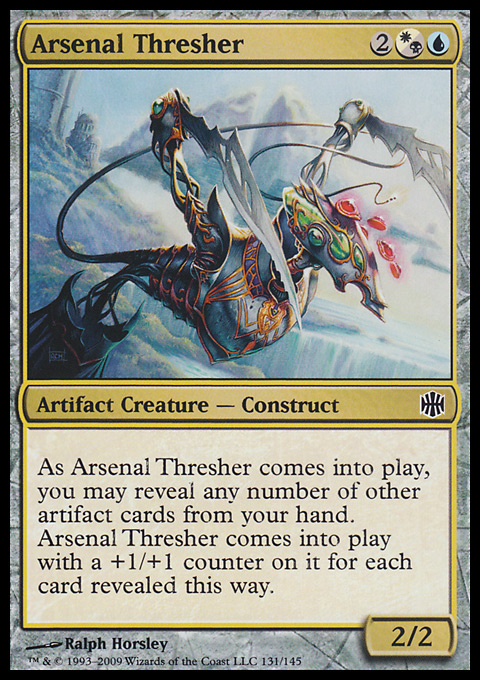 Arsenal Thresher 2
Artifact Creature — Construct
As Arsenal Thresher comes into play,
you may reveal any number of other
artifact cards from your hand.
Arsenal Thresher comes into play
with a +1/+1 counter on it for each
card revealed this way.
Ralph Horsley
2/2
™ & © 1993–2009 Wizards of the Coast LLC 131/145